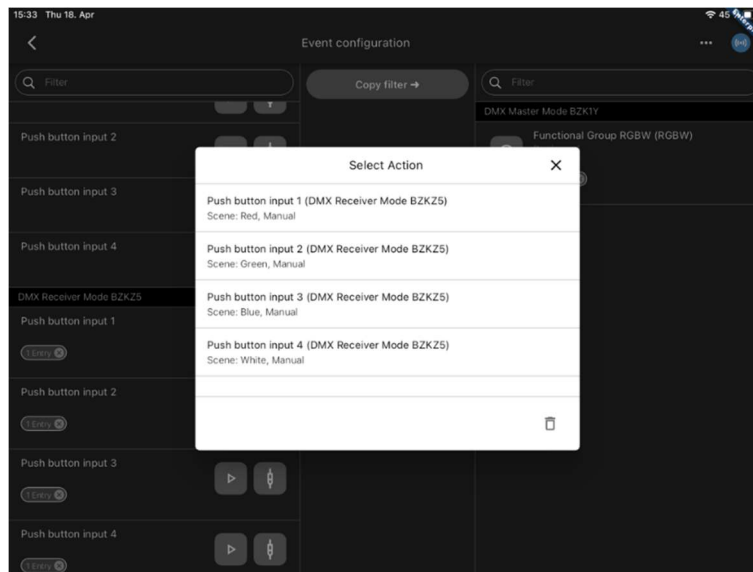 15:33 Thu 18. Apr
45
Event configuration
Filter
Copy filter →
Filter
DMX Master Mode BZK1Y
Functional Group RGBW (RGBW)
Push button input 2
Push button input 3
Push button input 4
DMX Receiver Mode BZKZ5
Push button input 1
1 Entry
Push button input 2
1 Entry
Push button input 3
1 Entry
Push button input 4
1 Entry
Select Action
Push button input 1 (DMX Receiver Mode BZKZ5)
Scene: Red, Manual
Push button input 2 (DMX Receiver Mode BZKZ5)
Scene: Green, Manual
Push button input 3 (DMX Receiver Mode BZKZ5)
Scene: Blue, Manual
Push button input 4 (DMX Receiver Mode BZKZ5)
Scene: White, Manual